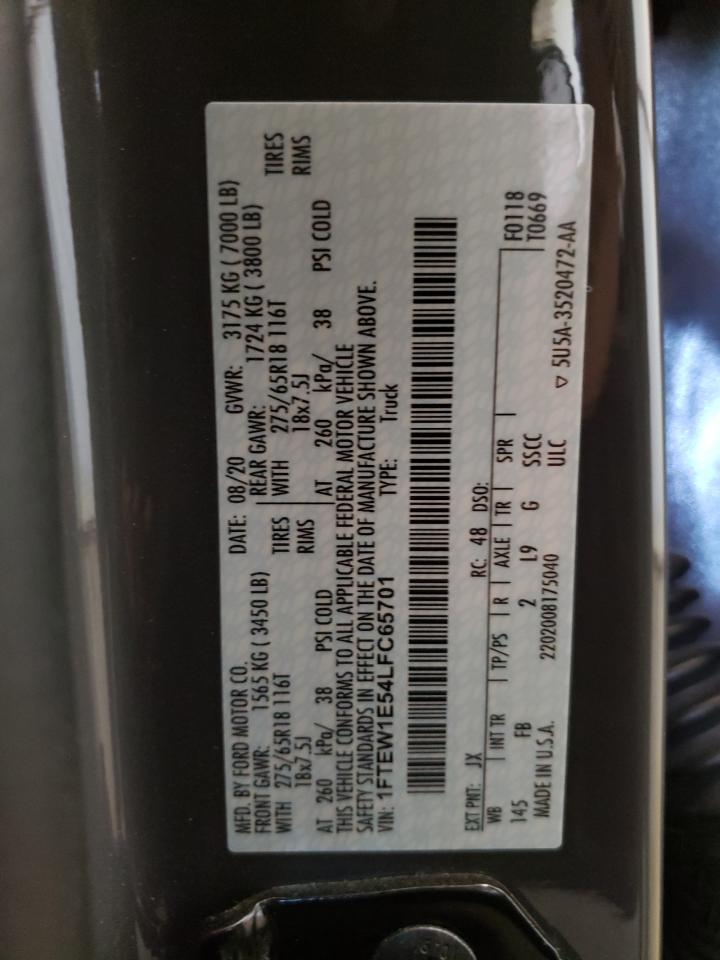 MFD. BY FORD MOTOR CO. DATE: 08/20 GVWR: 3175 KG ( 7000 LB)
FRONT GAWR: 1565 KG ( 3450 LB) REAR GAWR: 1724 KG ( 3800 LB)
WITH 275/65R18 116T TIRES WITH 275/65R18 116T TIRES
18x7.5J RIMS 18x7.5J RIMS
AT 260 kPa/ 38 PSI COLD AT 260 kPa/ 38 PSI COLD
THIS VEHICLE CONFORMS TO ALL APPLICABLE FEDERAL MOTOR VEHICLE
SAFETY STANDARDS IN EFFECT ON THE DATE OF MANUFACTURE SHOWN ABOVE.
VIN: 1FTEW1E54LFC65701 TYPE: Truck
EXT PNT: JX RC: 48 DSO:
WB INT TR TP/PS R AXLE TR SPR F0118
145 FB 2 L9 G SSCC T0669
MADE IN U.S.A. 2202008175040 ULC ▽ 5U5A-3520472-AA